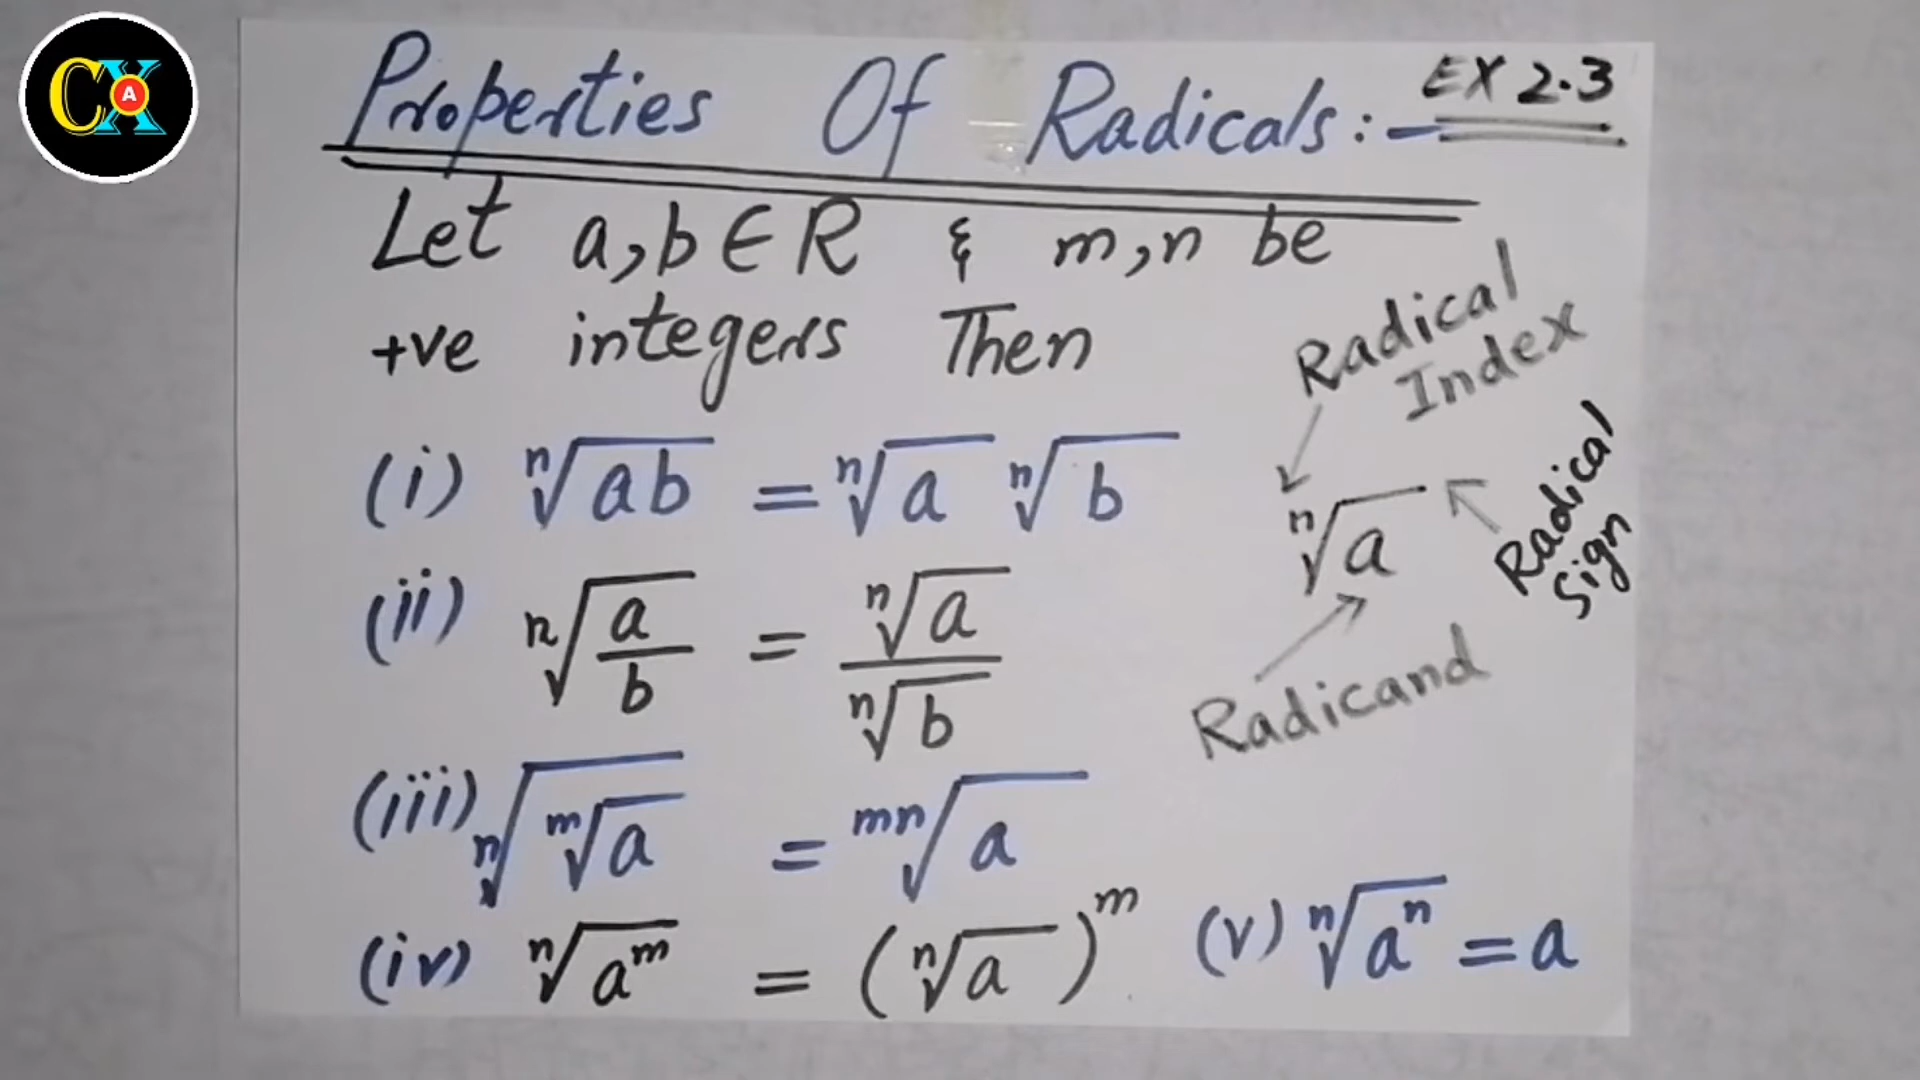 CXA
Properties Of Radicals:- EX 2.3
Let a,b∈R & m,n be
+ve integers Then
(i) ⁿ√ab = ⁿ√a ⁿ√b
(ii) ⁿ√(a/b) = ⁿ√a / ⁿ√b
(iii) ⁿ√(ᵐ√a) = ᵐⁿ√a
(iv) ⁿ√aᵐ = (ⁿ√a)ᵐ
(v) ⁿ√aⁿ = a
Radical
Index
ⁿ√a
Radical
Sign
Radicand